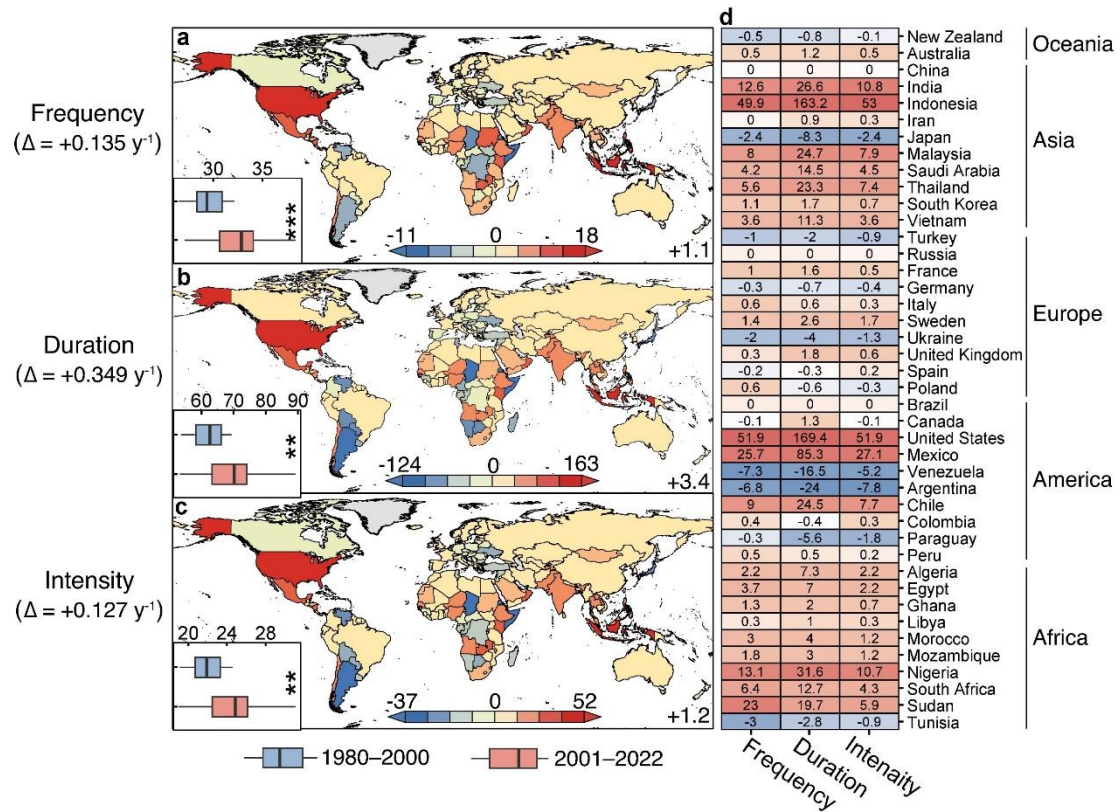 Frequency
(Δ = +0.135 y⁻¹)
a
30 35
***
-11 0 18
+1.1
Duration
(Δ = +0.349 y⁻¹)
b
60 70 80 90
**
-124 0 163
+3.4
Intensity
(Δ = +0.127 y⁻¹)
c
20 24 28
**
-37 0 52
+1.2
1980–2000 2001–2022
d
-0.5 -0.8 -0.1 New Zealand
0.5 1.2 0.5 Australia
Oceania
0 0 0 China
12.6 26.6 10.8 India
49.9 163.2 53 Indonesia
0 0.9 0.3 Iran
-2.4 -8.3 -2.4 Japan
8 24.7 7.9 Malaysia
4.2 14.5 4.5 Saudi Arabia
5.6 23.3 7.4 Thailand
1.1 1.7 0.7 South Korea
3.6 11.3 3.6 Vietnam
Asia
-1 -2 -0.9 Turkey
0 0 0 Russia
1 1.6 0.5 France
-0.3 -0.7 -0.4 Germany
0.6 0.6 0.3 Italy
1.4 2.6 1.7 Sweden
-2 -4 -1.3 Ukraine
0.3 1.8 0.6 United Kingdom
-0.2 -0.3 0.2 Spain
0.6 -0.6 -0.3 Poland
Europe
0 0 0 Brazil
-0.1 1.3 -0.1 Canada
51.9 169.4 51.9 United States
25.7 85.3 27.1 Mexico
-7.3 -16.5 -5.2 Venezuela
-6.8 -24 -7.8 Argentina
9 24.5 7.7 Chile
0.4 -0.4 0.3 Colombia
-0.3 -5.6 -1.8 Paraguay
0.5 0.5 0.2 Peru
America
2.2 7.3 2.2 Algeria
3.7 7 2.2 Egypt
1.3 2 0.7 Ghana
0.3 1 0.3 Libya
3 4 1.2 Morocco
1.8 3 1.2 Mozambique
13.1 31.6 10.7 Nigeria
6.4 12.7 4.3 South Africa
23 19.7 5.9 Sudan
-3 -2.8 -0.9 Tunisia
Africa
Frequency Duration Intenaity